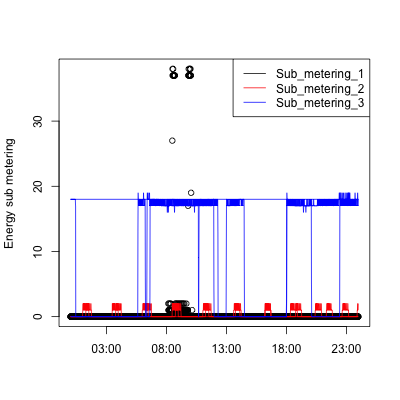 Sub_metering_1
Sub_metering_2
Sub_metering_3
Energy sub metering
30
20
10
0
03:00 08:00 13:00 18:00 23:00